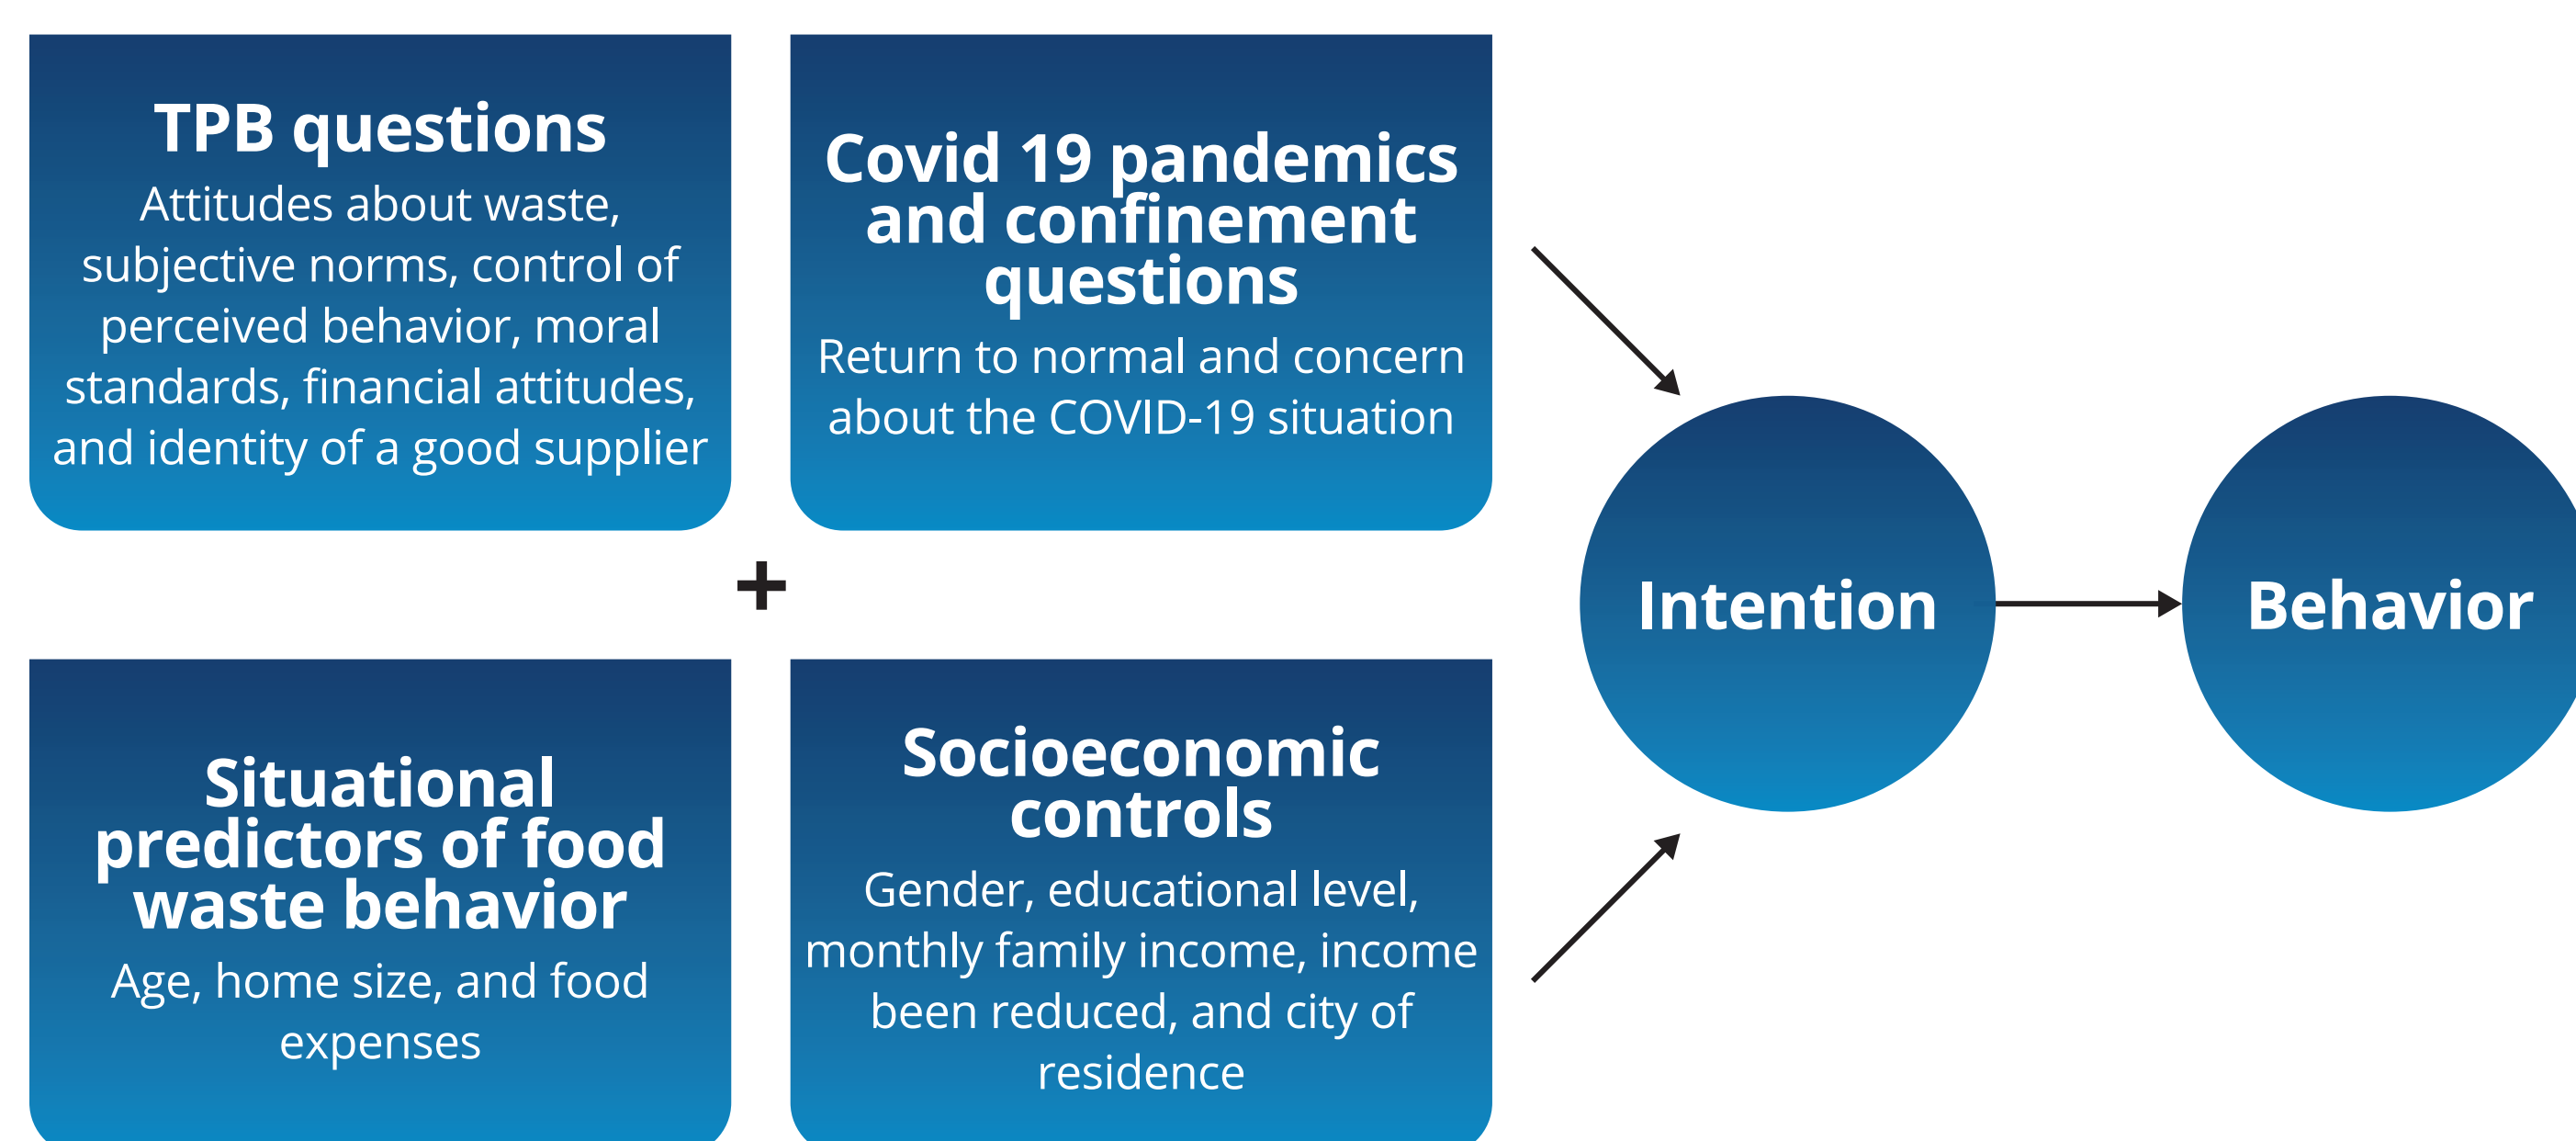 TPB questions
Attitudes about waste,
subjective norms, control of
perceived behavior, moral
standards, financial attitudes,
and identity of a good supplier
Covid 19 pandemics
and confinement
questions
Return to normal and concern
about the COVID-19 situation
+
Situational
predictors of food
waste behavior
Age, home size, and food
expenses
Socioeconomic
controls
Gender, educational level,
monthly family income, income
been reduced, and city of
residence
Intention
Behavior